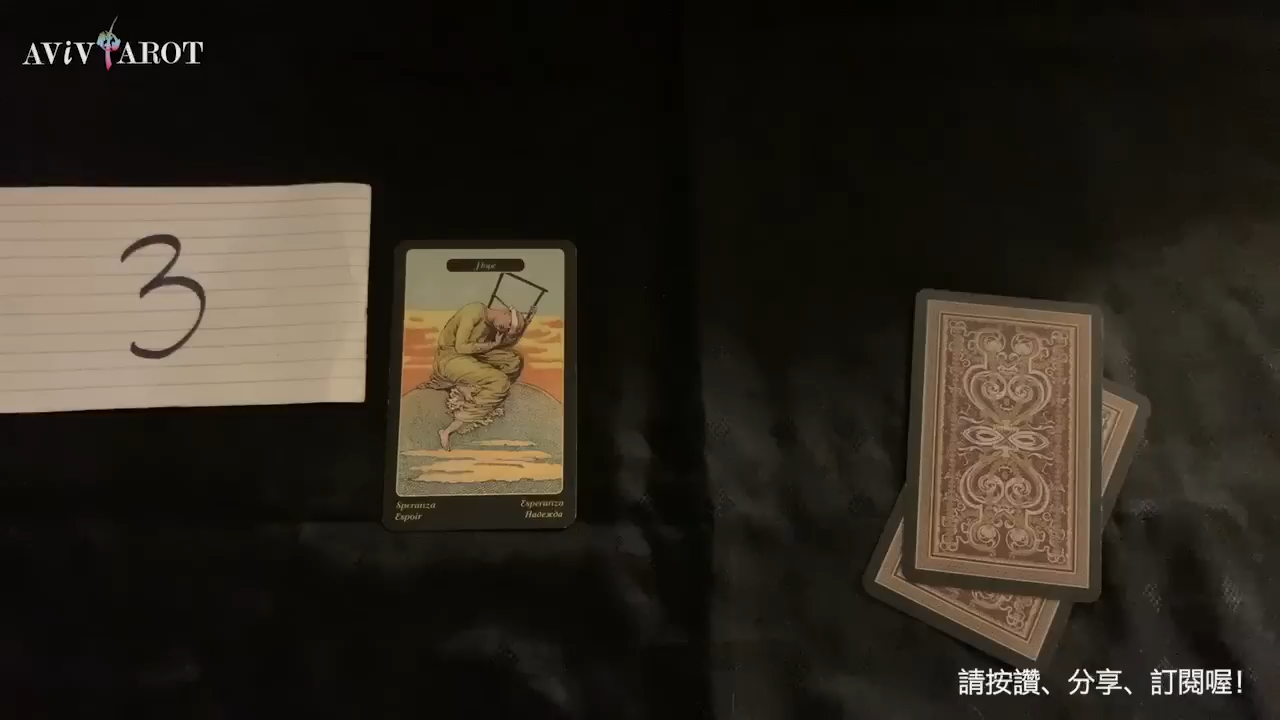 AViVTAROT
3
Hope
Speranza
Espoir
Esperanza
Надежда
請按讚、分享、訂閱喔!